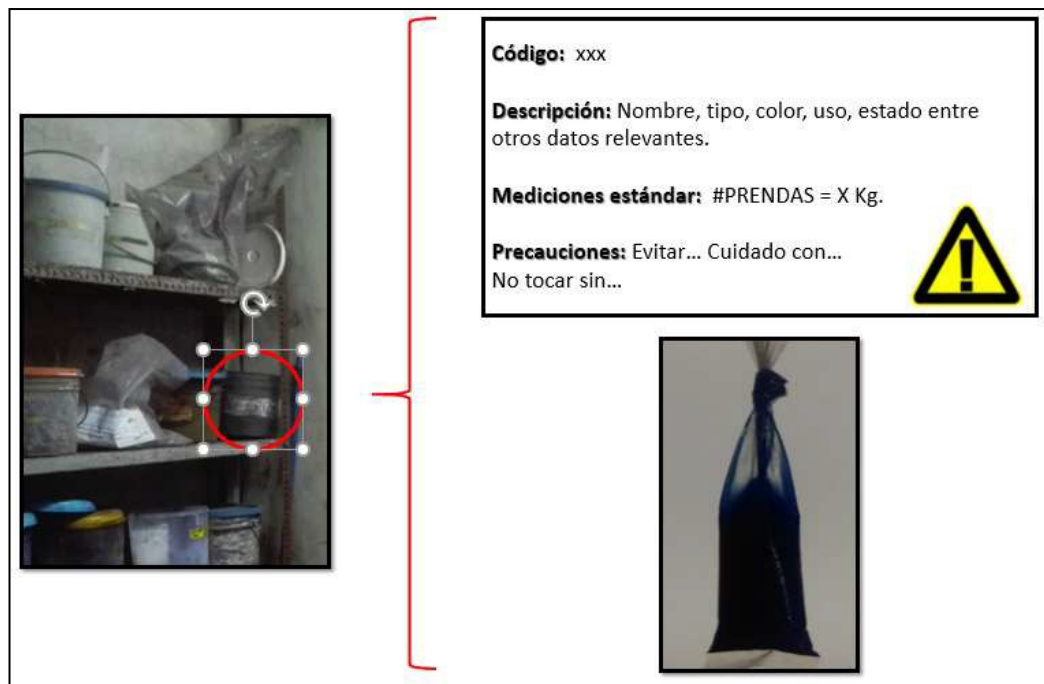 Código: xxx
Descripción: Nombre, tipo, color, uso, estado entre
otros datos relevantes.
Mediciones estándar: #PRENDAS = X Kg.
Precauciones: Evitar... Cuidado con...
No tocar sin...